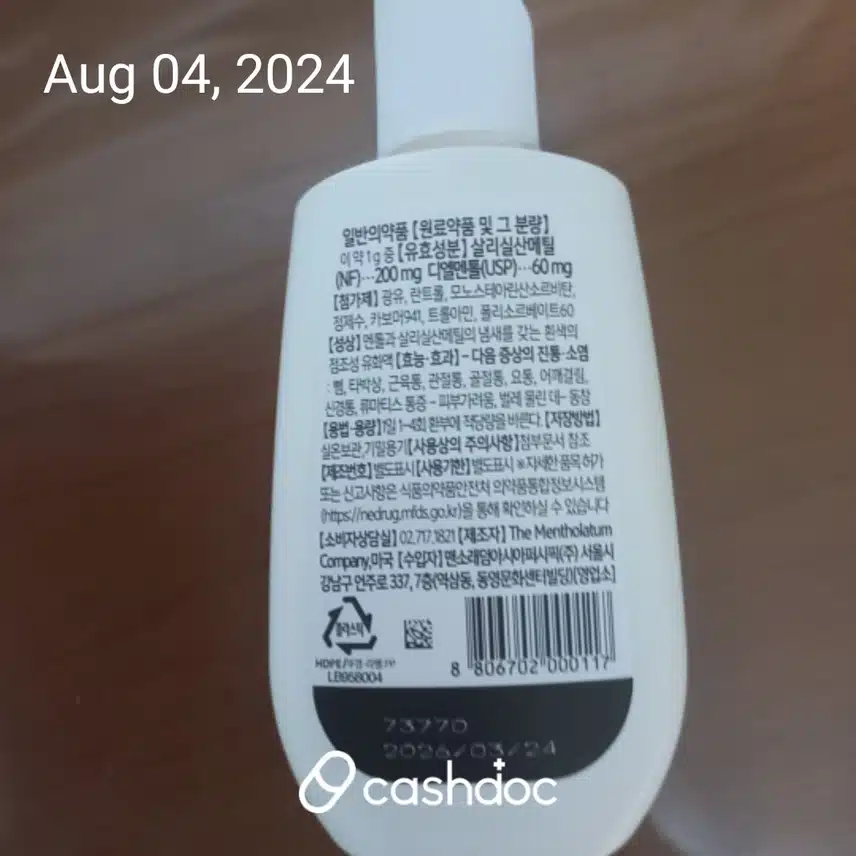 Aug 04, 2024
일반의약품 【원료약품 및 그 분량】
이 약 1g 중 【유효성분】 살리실산메틸
(NF)…200 mg 디엘멘톨(USP)…60 mg
【첨가제】 광유, 란트롤, 모노스테아린산소르비탄,
정제수, 카보머941, 트롤아민, 폴리소르베이트60
【성상】 멘톨과 살리실산메틸의 냄새를 갖는 흰색의
점조성 유화액 【효능·효과】 - 다음 증상의 진통·소염
: 삠, 타박상, 근육통, 관절통, 골절통, 요통, 어깨결림,
신경통, 류마티스 통증 - 피부가려움, 벌레 물린 데 - 동창
【용법·용량】 1일 1~4회 환부에 적당량을 바른다. 【저장방법】
실온보관, 기밀용기 【사용상의 주의사항】 첨부문서 참조
【제조번호】 별도표시 【사용기한】 별도표시 ※자세한 품목 허가
또는 신고사항은 식품의약품안전처 의약품통합정보시스템
(https://nedrug.mfds.go.kr)을 통해 확인하실 수 있습니다
【소비자상담실】 02.717.1821 【제조자】 The Mentholatum
Company, 미국 【수입자】 맨소래담아시아퍼시픽(주) 서울시
강남구 언주로 337, 7층(역삼동, 동영문화센터빌딩)(영업소)
플라스틱
HDPE/뚜껑·라벨:PP
LB958004
8 806702 000117
73770
2026/03/24
cashdoc